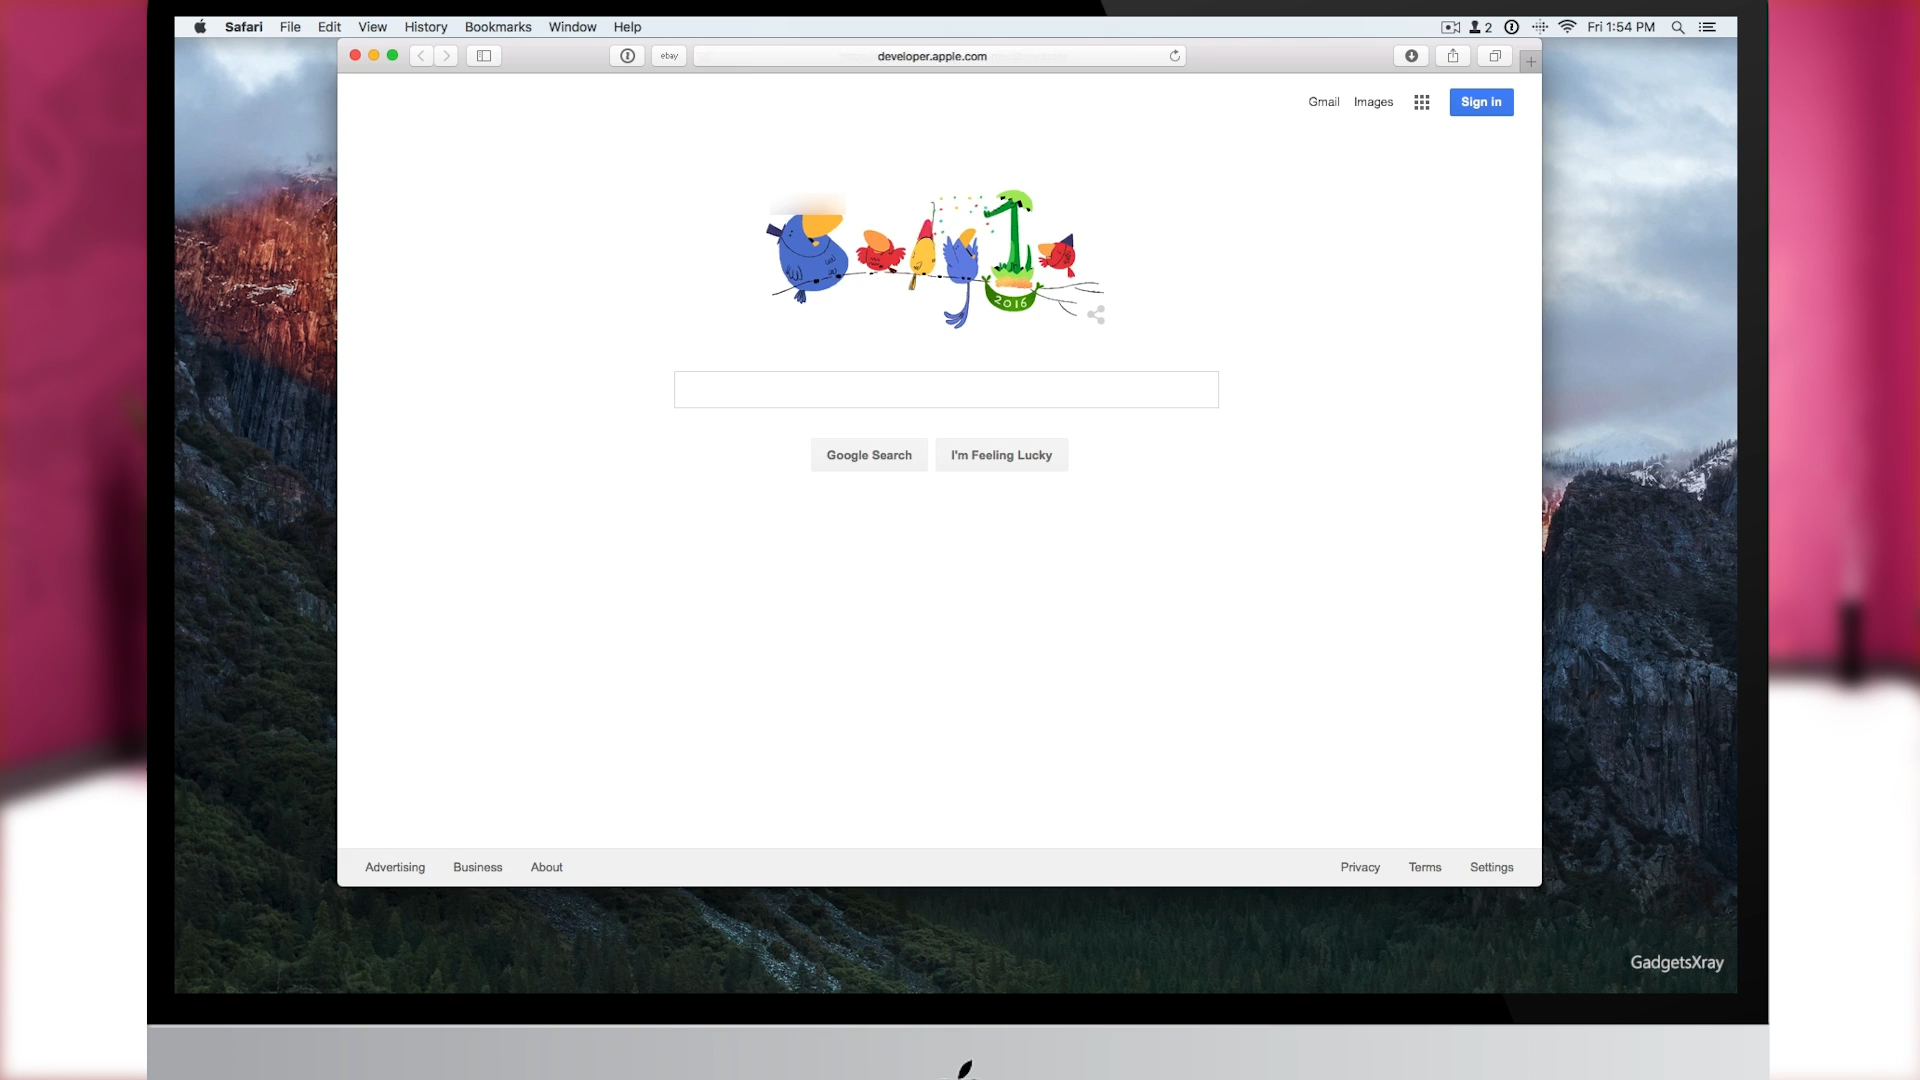 Safari File Edit View History Bookmarks Window Help
2 Fri 1:54 PM
ebay developer.apple.com
Gmail Images Sign in
2016
Google Search I'm Feeling Lucky
Advertising Business About
Privacy Terms Settings
GadgetsXray